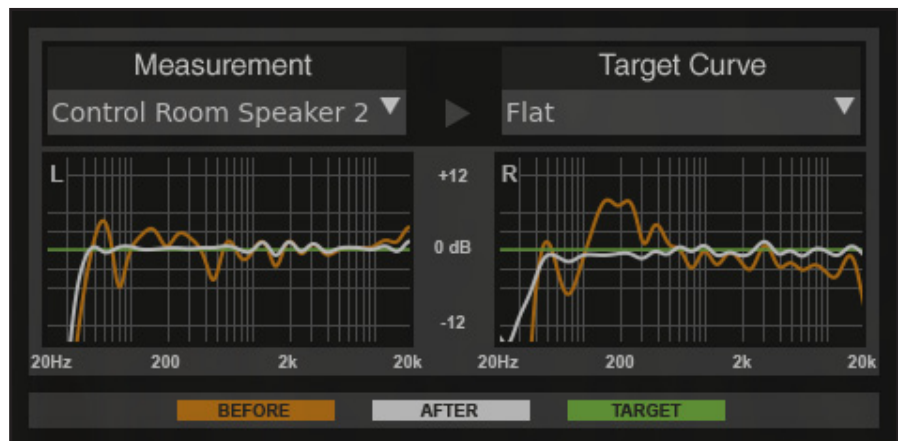 Measurement
Target Curve
Control Room Speaker 2
Flat
L
+12
R
0 dB
-12
20Hz 200 2k 20k
20Hz 200 2k 20k
BEFORE AFTER TARGET